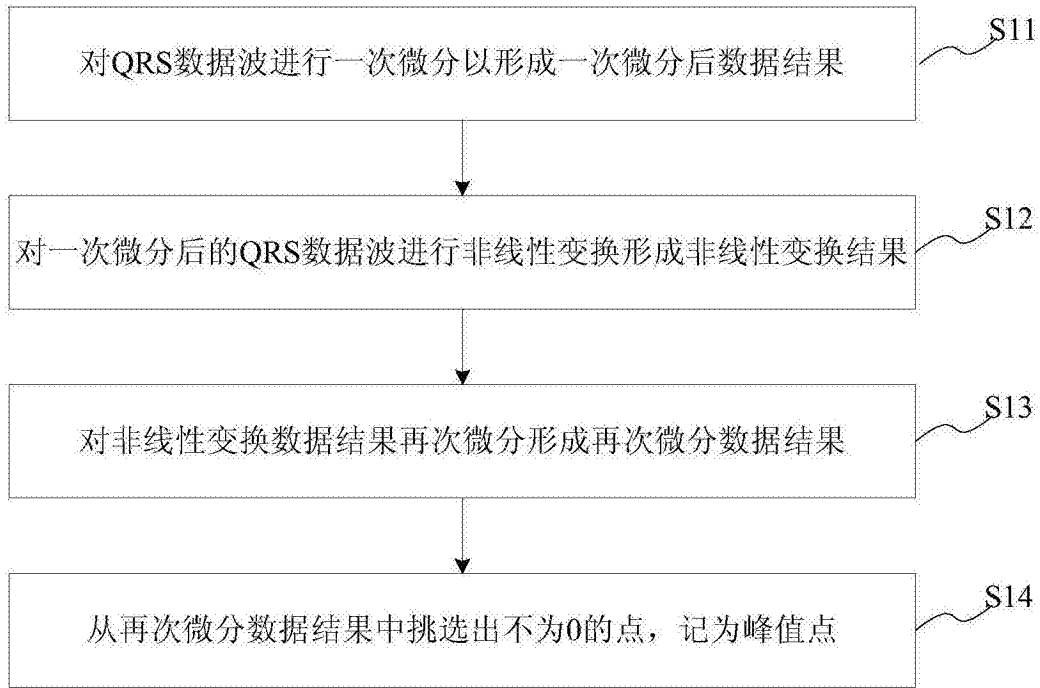 对QRS数据波进行一次微分以形成一次微分后数据结果
S11
对一次微分后的QRS数据波进行非线性变换形成非线性变换结果
S12
对非线性变换数据结果再次微分形成再次微分数据结果
S13
从再次微分数据结果中挑选出不为0的点，记为峰值点
S14